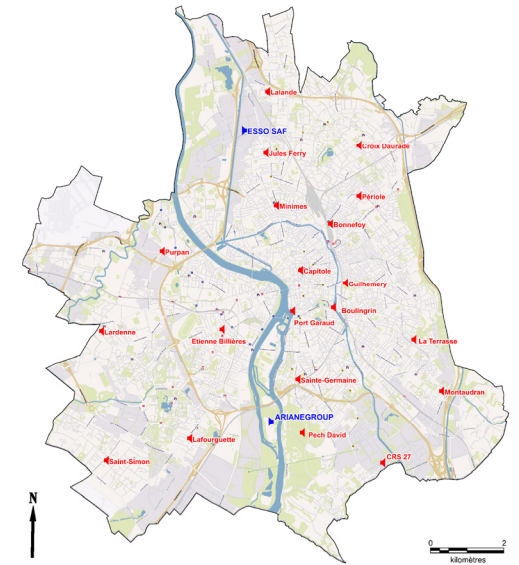 Lalande
ESSO SAF
Croix Daurade
Jules Ferry
Périole
Minimes
Bonnefoy
Purpan
Capitole
Guilhemery
Boulingrin
Port Garaud
Lardenne
Etienne Billières
La Terrasse
Sainte-Germaine
Montaudran
ARIANEGROUP
Pech David
Lafourguette
CRS 27
Saint-Simon
N
0 2
kilomètres